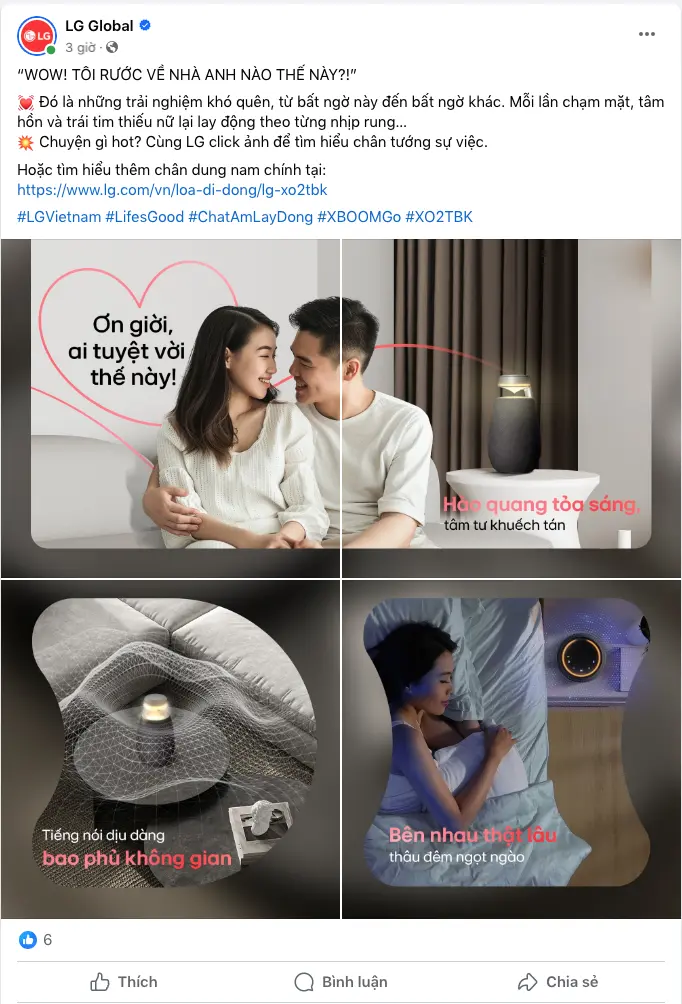 LG Global
3 giờ ·
“WOW! TÔI RƯỚC VỀ NHÀ ANH NÀO THẾ NÀY?!”
💓 Đó là những trải nghiệm khó quên, từ bất ngờ này đến bất ngờ khác. Mỗi lần chạm mặt, tâm
hồn và trái tim thiếu nữ lại lay động theo từng nhịp rung...
💥 Chuyện gì hot? Cùng LG click ảnh để tìm hiểu chân tướng sự việc.
Hoặc tìm hiểu thêm chân dung nam chính tại:
https://www.lg.com/vn/loa-di-dong/lg-xo2tbk
#LGVietnam #LifesGood #ChatAmLayDong #XBOOMGo #XO2TBK
Ơn giời,
ai tuyệt vời
thế này!
Hào quang tỏa sáng,
tâm tư khuếch tán
Tiếng nói dịu dàng
bao phủ không gian
Bên nhau thật lâu
thâu đêm ngọt ngào
6
Thích
Bình luận
Chia sẻ